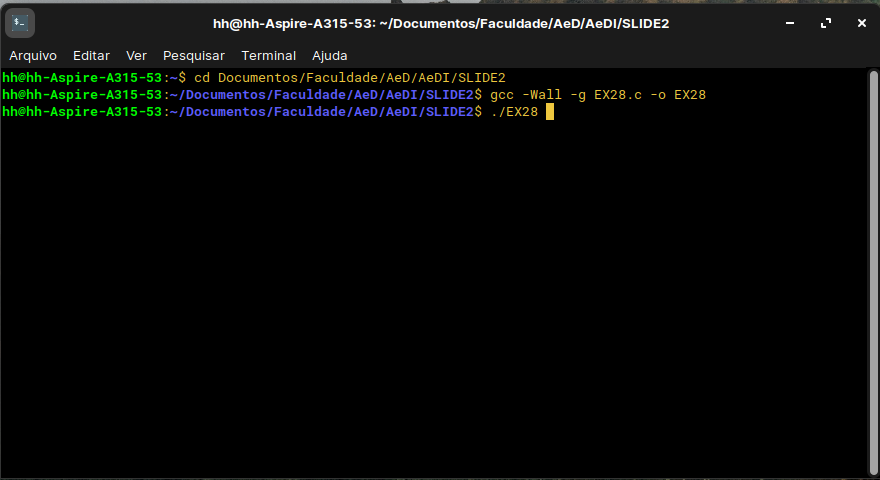 hh@hh-Aspire-A315-53: ~/Documentos/Faculdade/AeD/AeDI/SLIDE2
Arquivo Editar Ver Pesquisar Terminal Ajuda
hh@hh-Aspire-A315-53:~$ cd Documentos/Faculdade/AeD/AeDI/SLIDE2
hh@hh-Aspire-A315-53:~/Documentos/Faculdade/AeD/AeDI/SLIDE2$ gcc -Wall -g EX28.c -o EX28
hh@hh-Aspire-A315-53:~/Documentos/Faculdade/AeD/AeDI/SLIDE2$ ./EX28